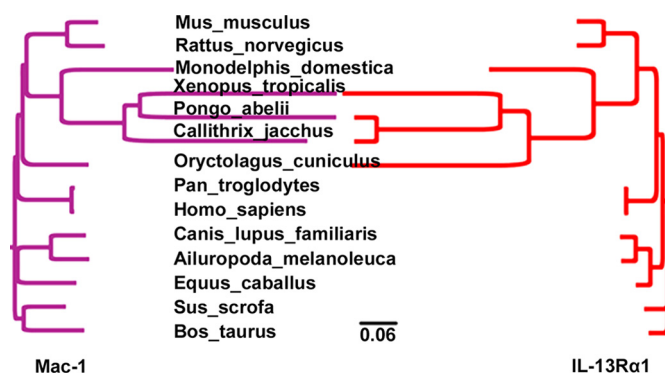 Mus_musculus
Rattus_norvegicus
Monodelphis_domestica
Xenopus_tropicalis
Pongo_abelii
Callithrix_jacchus
Oryctolagus_cuniculus
Pan_troglodytes
Homo_sapiens
Canis_lupus_familiaris
Ailuropoda_melanoleuca
Equus_caballus
Sus_scrofa
Bos_taurus
0.06
Mac-1
IL-13Rα1